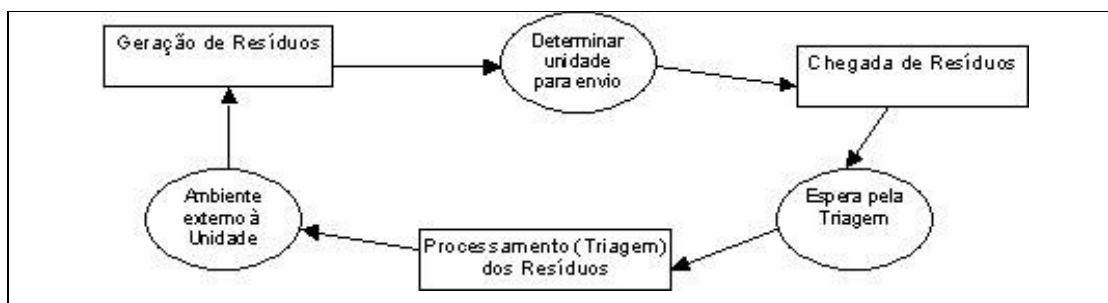 Geração de Resíduos
Determinar
unidade
para envio
Chegada de Resíduos
Espera pela
Triagem
Processamento (Triagem)
dos Resíduos
Ambiente
externo à
Unidade